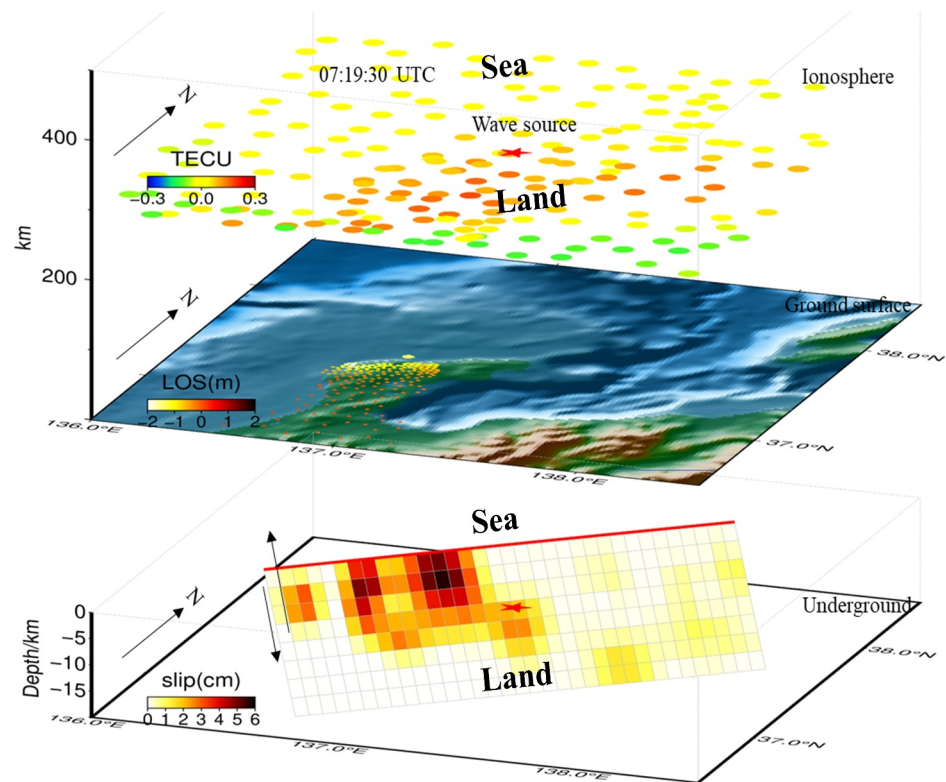 Sea
07:19:30 UTC
Ionosphere
N
Wave source
400
TECU
−0.3 0.0 0.3
Land
km
200
N
Ground surface
38.0°N
LOS(m)
−2 −1 0 1 2
136.0°E
137.0°E
37.0°N
138.0°E
Sea
N
Underground
0
−5
−10
−15
Depth/km
38.0°N
Land
slip(cm)
0 1 2 3 4 5 6
136.0°E
137.0°E
37.0°N
138.0°E